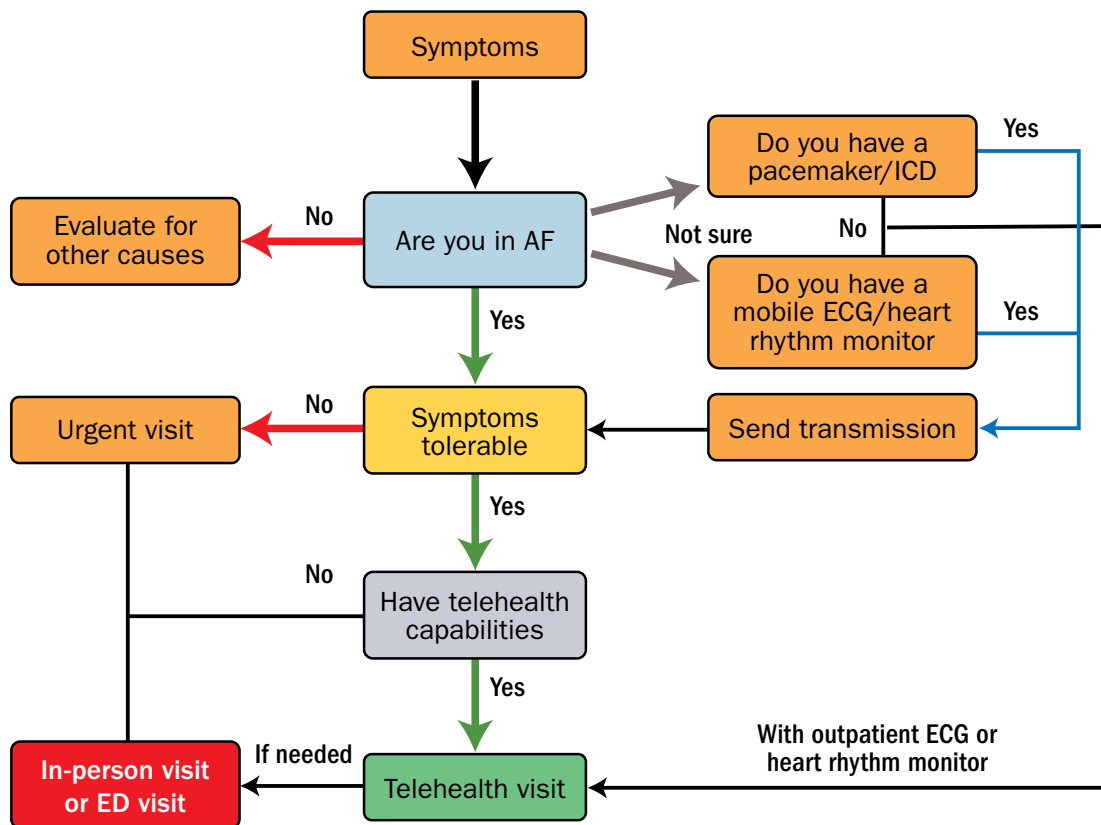 Symptoms
Do you have a
pacemaker/ICD
Yes
Evaluate for
other causes
No
Are you in AF
Not sure
No
Do you have a
mobile ECG/heart
rhythm monitor
Yes
Yes
Urgent visit
No
Symptoms
tolerable
Send transmission
Yes
No
Have telehealth
capabilities
Yes
In-person visit
or ED visit
If needed
Telehealth visit
With outpatient ECG or
heart rhythm monitor